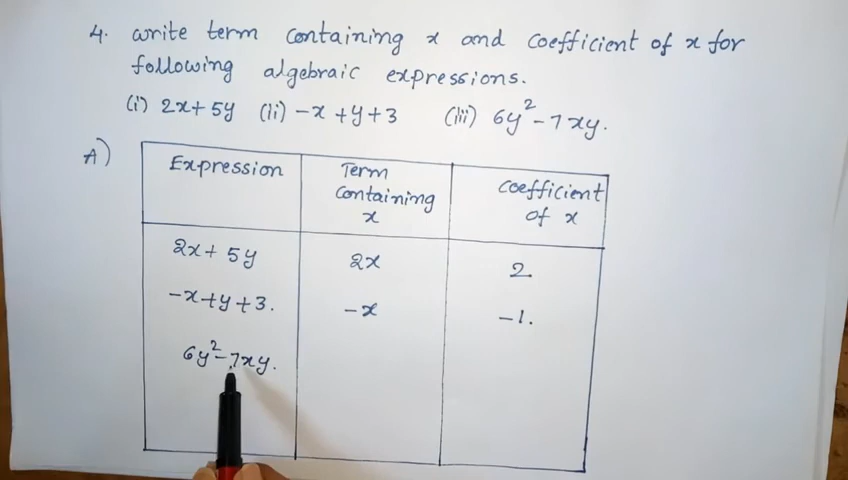 4. write term containing x and coefficient of x for
following algebraic expressions.
(i) 2x+5y (ii) -x+y+3 (iii) 6y²-7xy.
A)
Expression
Term
containing
x
coefficient
of x
2x+5y 2x 2
-x+y+3. -x -1.
6y²-7xy.